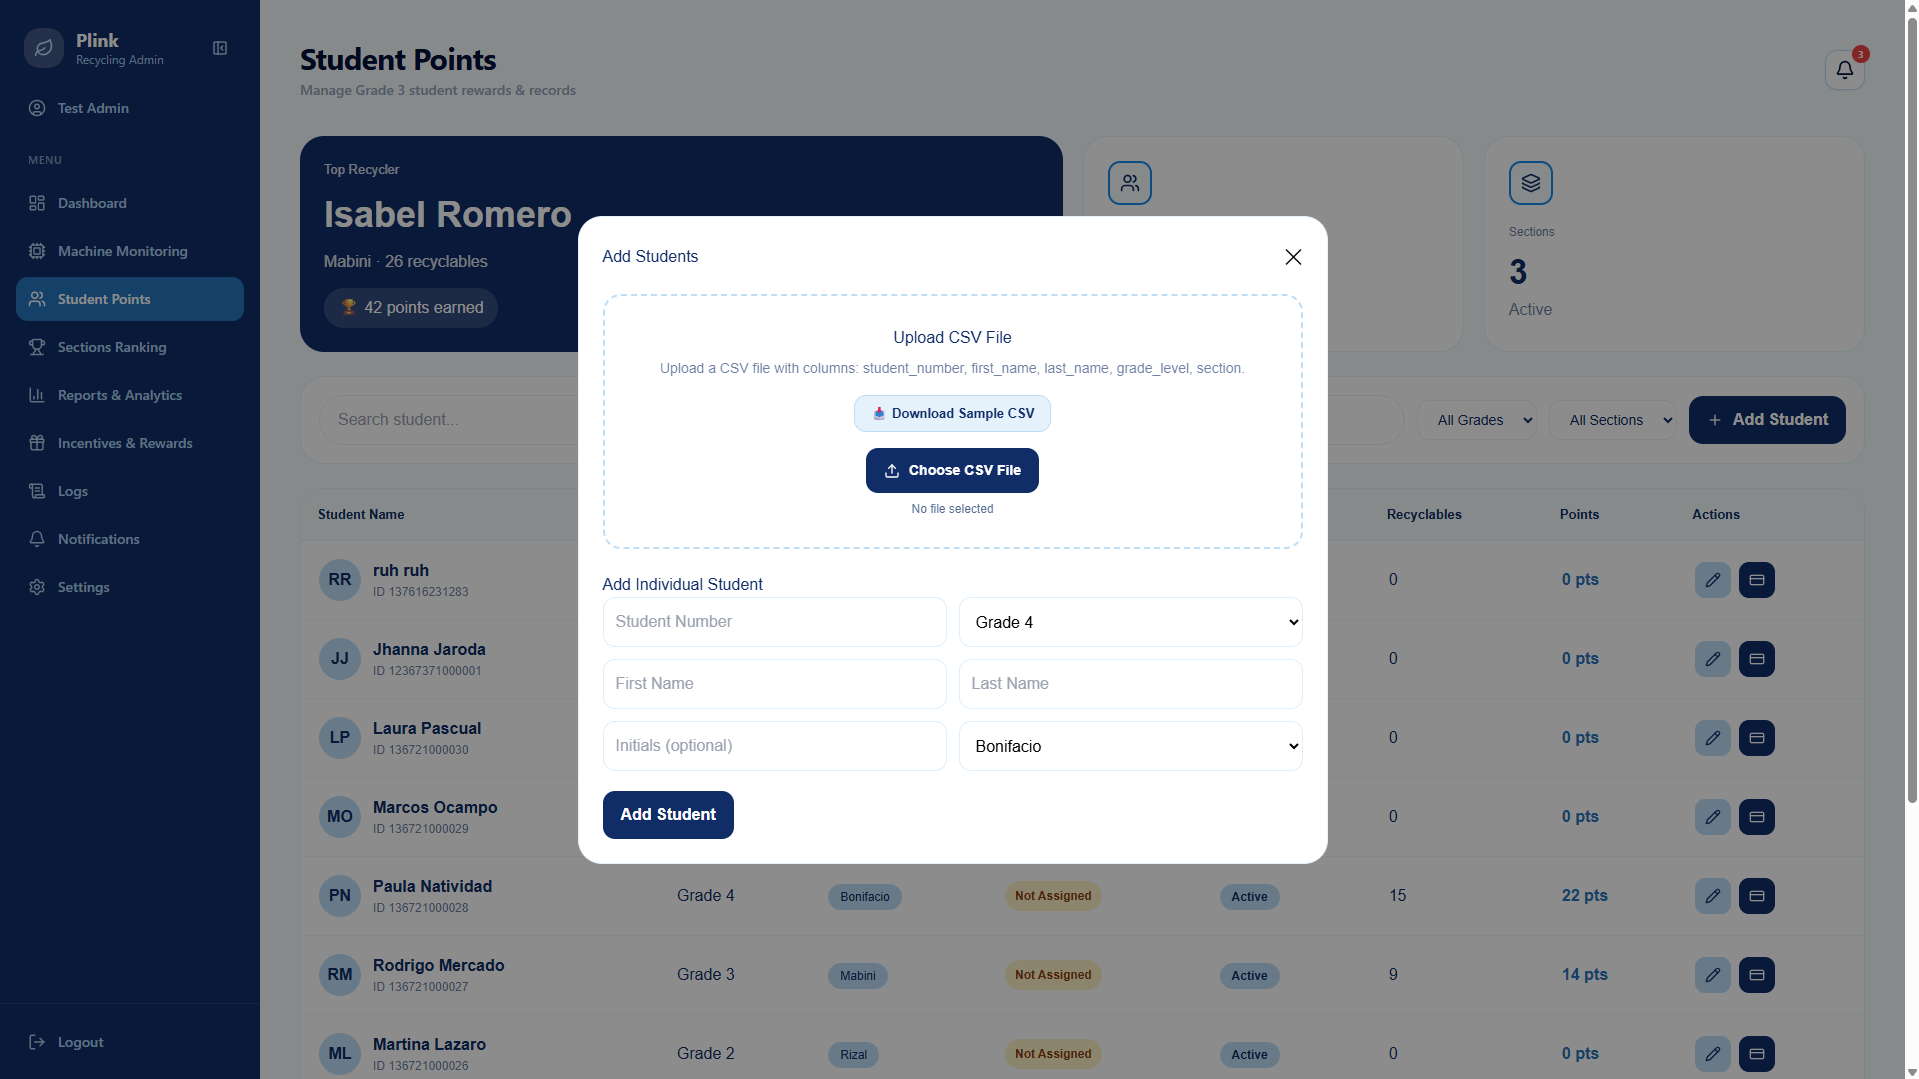 Plink
Recycling Admin
Test Admin
MENU
Dashboard
Machine Monitoring
Student Points
Sections Ranking
Reports & Analytics
Incentives & Rewards
Logs
Notifications
Settings
Logout
Student Points
Manage Grade 3 student rewards & records
3
Top Recycler
Isabel Romero
Mabini · 26 recyclables
🏆 42 points earned
Sections
3
Active
Search student...
All Grades
All Sections
+ Add Student
Student Name
Recyclables
Points
Actions
RR
ruh ruh
ID 137616231283
0
0 pts
JJ
Jhanna Jaroda
ID 12367371000001
0
0 pts
LP
Laura Pascual
ID 136721000030
0
0 pts
MO
Marcos Ocampo
ID 136721000029
0
0 pts
PN
Paula Natividad
ID 136721000028
Grade 4
Bonifacio
Not Assigned
Active
15
22 pts
RM
Rodrigo Mercado
ID 136721000027
Grade 3
Mabini
Not Assigned
Active
9
14 pts
ML
Martina Lazaro
ID 136721000026
Grade 2
Rizal
Not Assigned
Active
0
0 pts
Add Students
Upload CSV File
Upload a CSV file with columns: student_number, first_name, last_name, grade_level, section.
📥 Download Sample CSV
Choose CSV File
No file selected
Add Individual Student
Student Number
Grade 4
First Name
Last Name
Initials (optional)
Bonifacio
Add Student